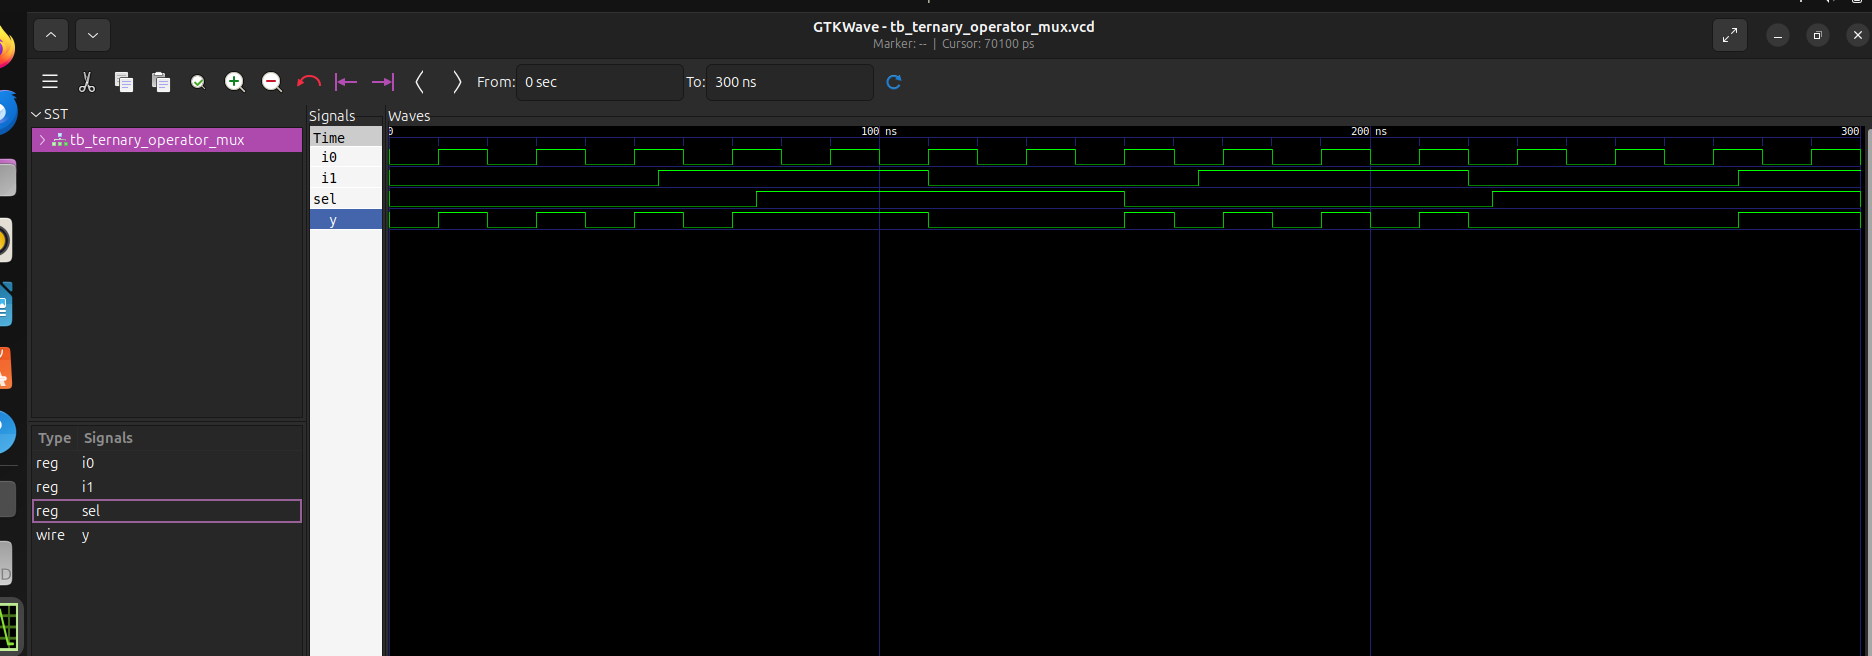 GTKWave - tb_ternary_operator_mux.vcd
Marker: -- | Cursor: 70100 ps
From: 0 sec To: 300 ns
SST
tb_ternary_operator_mux
Type Signals
reg i0
reg i1
reg sel
wire y
Signals
Time
i0
i1
sel
y
Waves
0 100 ns 200 ns 300